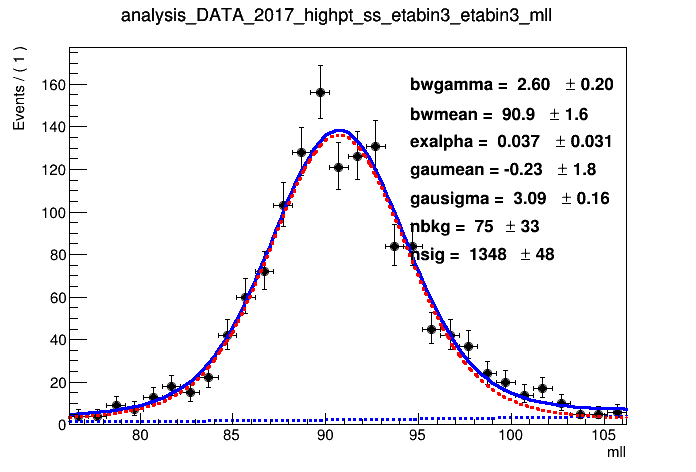 analysis_DATA_2017_highpt_ss_etabin3_etabin3_mll
Events / ( 1 )
160
140
120
100
80
60
40
20
0
bwgamma = 2.60 ± 0.20
bwmean = 90.9 ± 1.6
exalpha = 0.037 ± 0.031
gaumean = -0.23 ± 1.8
gausigma = 3.09 ± 0.16
nbkg = 75 ± 33
nsig = 1348 ± 48
80 85 90 95 100 105
mll